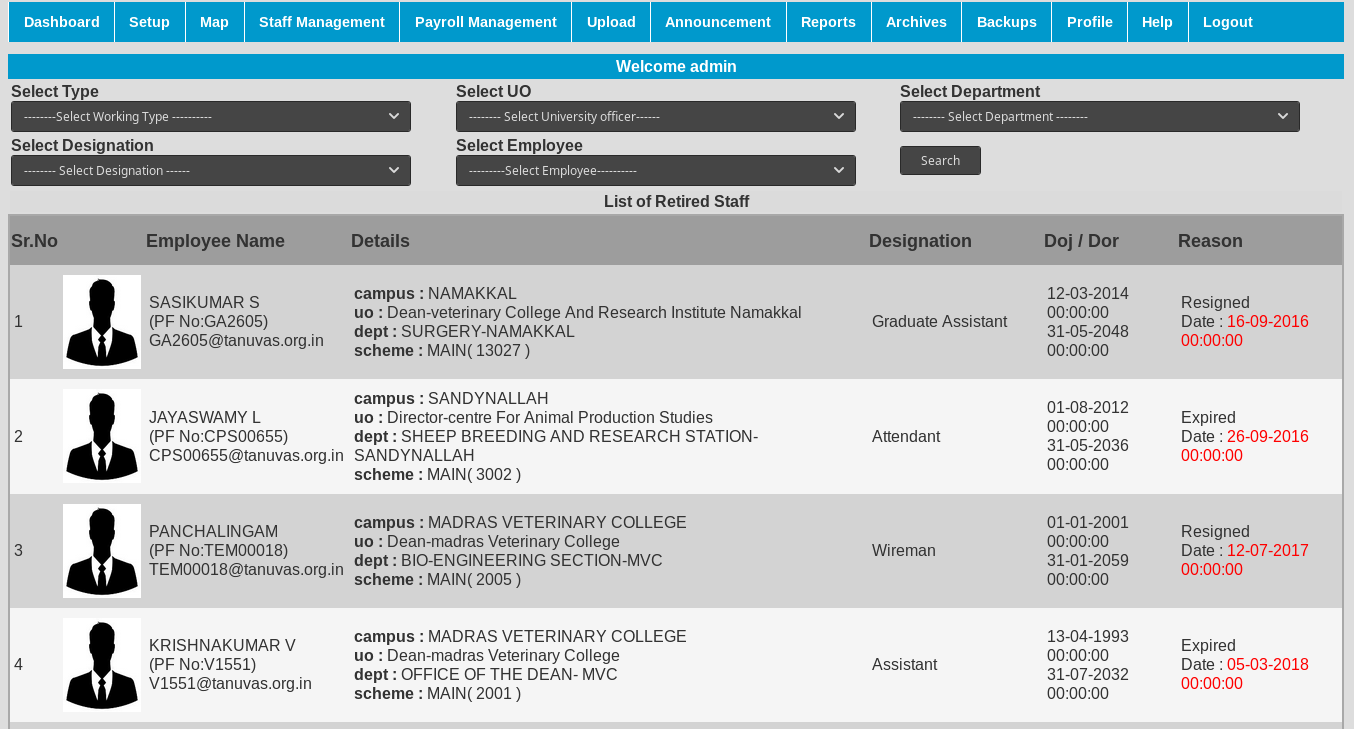 Dashboard Setup Map Staff Management Payroll Management Upload Announcement Reports Archives Backups Profile Help Logout
Welcome admin
Select Type Select UO Select Department
--------Select Working Type ---------- -------- Select University officer------ -------- Select Department --------
Select Designation Select Employee
-------- Select Designation ------ ---------Select Employee---------- Search
List of Retired Staff
Sr.No Employee Name Details Designation Doj / Dor Reason
1
SASIKUMAR S
(PF No:GA2605)
GA2605@tanuvas.org.in
campus : NAMAKKAL
uo : Dean-veterinary College And Research Institute Namakkal
dept : SURGERY-NAMAKKAL
scheme : MAIN( 13027 )
Graduate Assistant
12-03-2014
00:00:00
31-05-2048
00:00:00
Resigned
Date : 16-09-2016
00:00:00
2
JAYASWAMY L
(PF No:CPS00655)
CPS00655@tanuvas.org.in
campus : SANDYNALLAH
uo : Director-centre For Animal Production Studies
dept : SHEEP BREEDING AND RESEARCH STATION-
SANDYNALLAH
scheme : MAIN( 3002 )
Attendant
01-08-2012
00:00:00
31-05-2036
00:00:00
Expired
Date : 26-09-2016
00:00:00
3
PANCHALINGAM
(PF No:TEM00018)
TEM00018@tanuvas.org.in
campus : MADRAS VETERINARY COLLEGE
uo : Dean-madras Veterinary College
dept : BIO-ENGINEERING SECTION-MVC
scheme : MAIN( 2005 )
Wireman
01-01-2001
00:00:00
31-01-2059
00:00:00
Resigned
Date : 12-07-2017
00:00:00
4
KRISHNAKUMAR V
(PF No:V1551)
V1551@tanuvas.org.in
campus : MADRAS VETERINARY COLLEGE
uo : Dean-madras Veterinary College
dept : OFFICE OF THE DEAN- MVC
scheme : MAIN( 2001 )
Assistant
13-04-1993
00:00:00
31-07-2032
00:00:00
Expired
Date : 05-03-2018
00:00:00